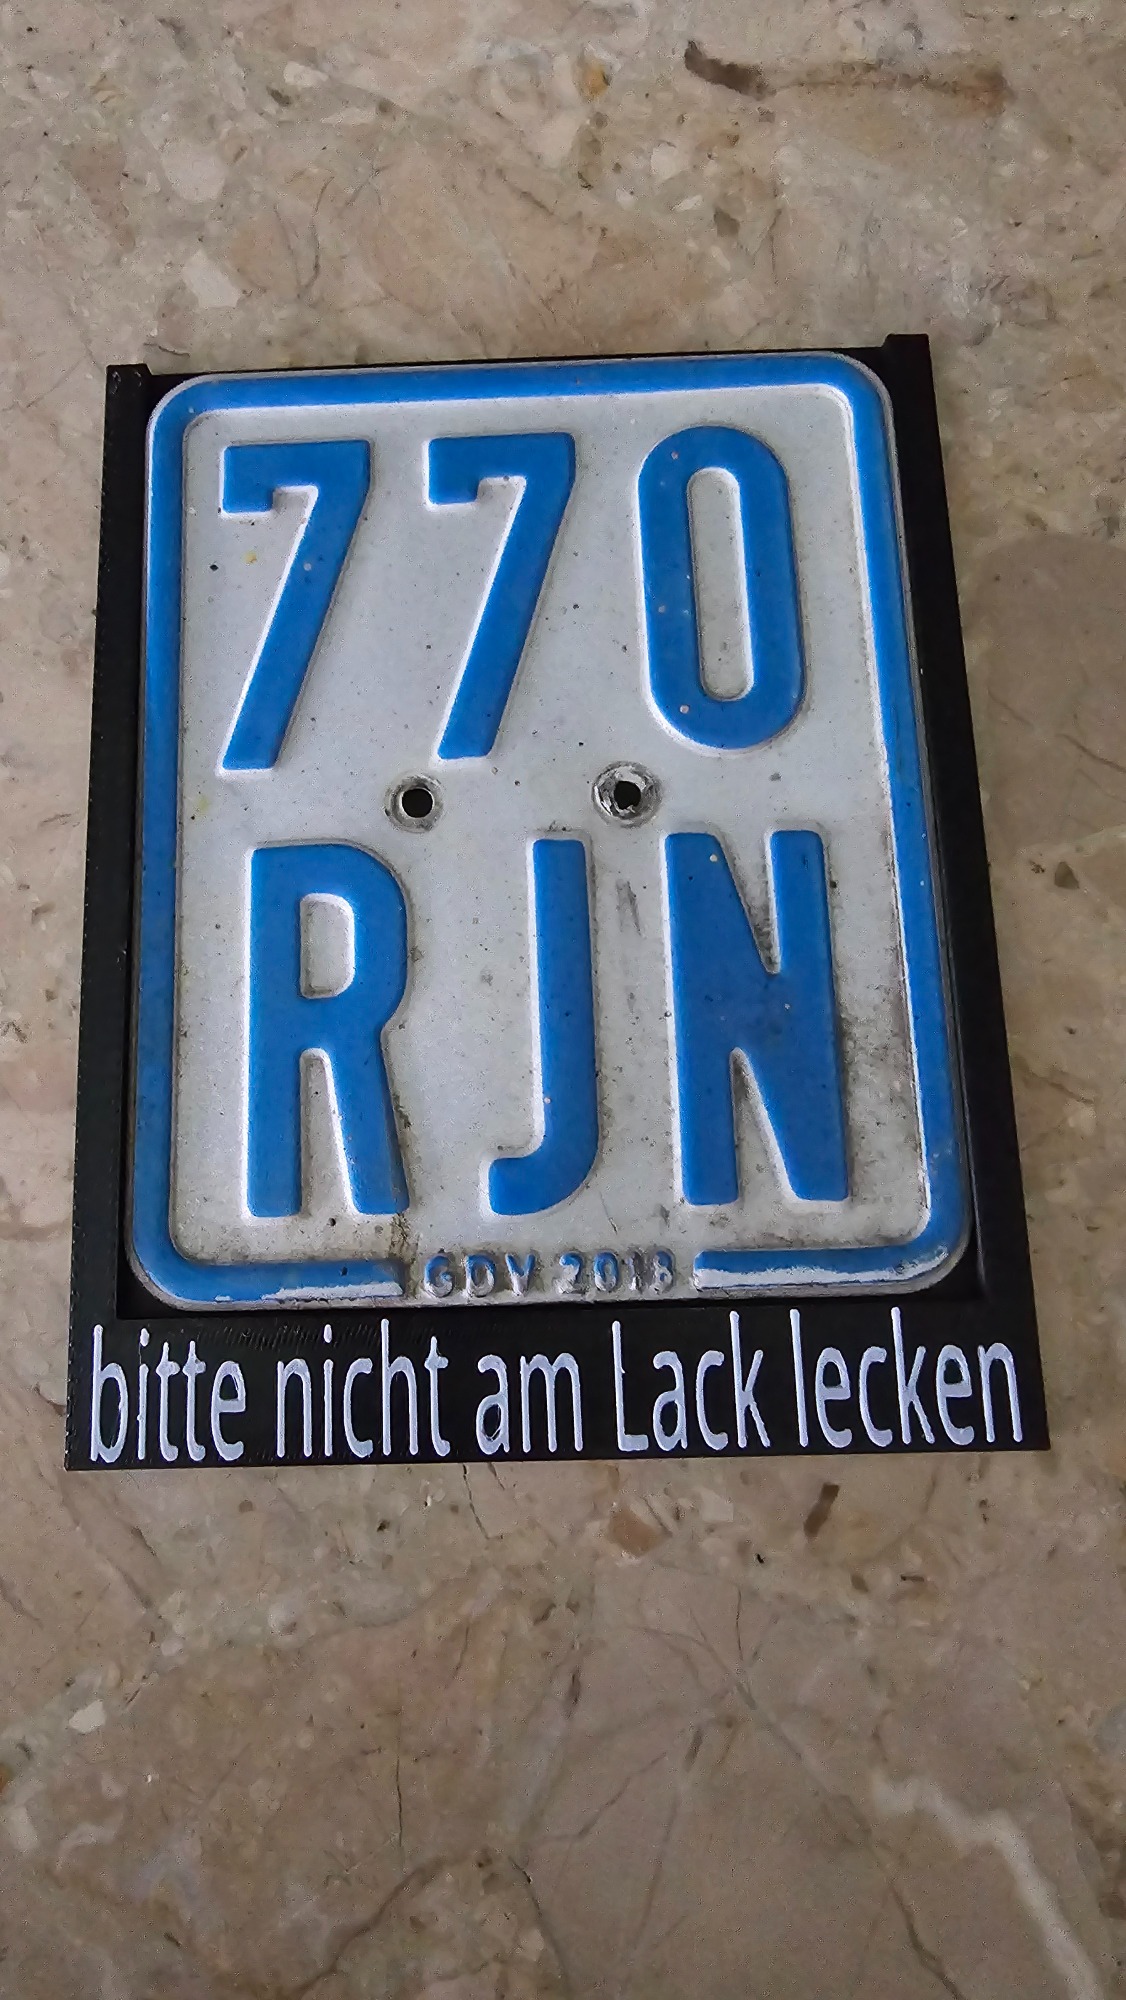 770
RJN
GDV 2018
bitte nicht am Lack lecken